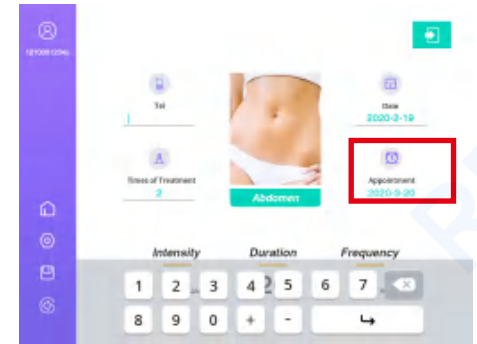 Tel
Date
2020-3-19
Times of Treatment
2
Appointment
2020-3-20
Abdomen
Intensity
Duration
Frequency
1 2 3 4 5 6 7
8 9 0 + -